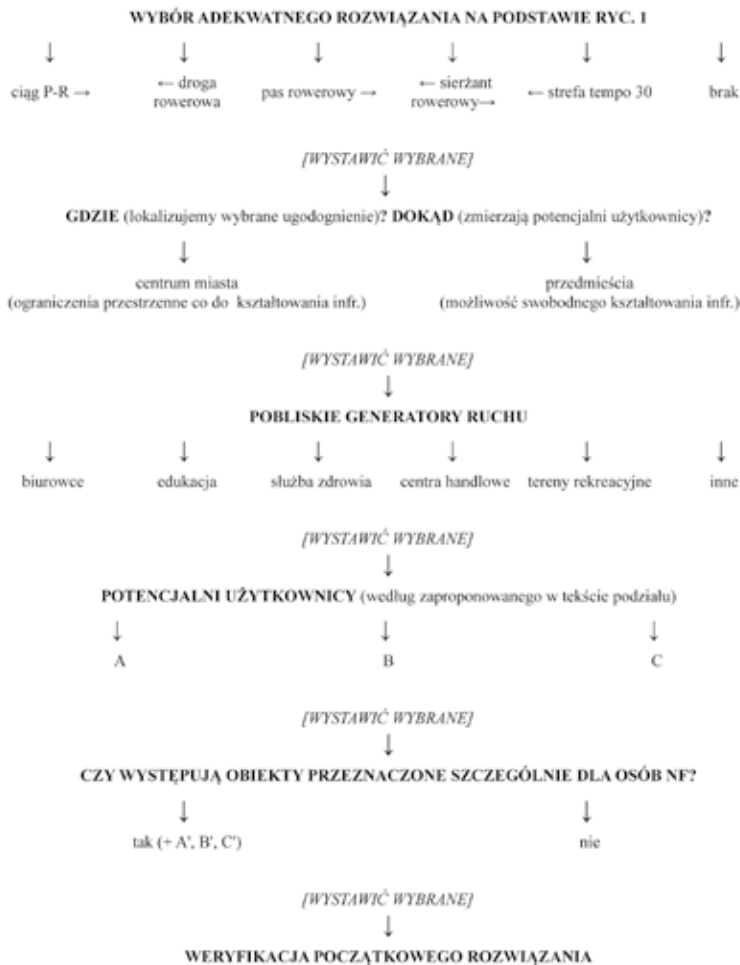 WYBÓR ADEKWATNEGO ROZWIĄZANIA NA PODSTAWIE RYC. 1
↓ ↓ ↓ ↓ ↓ ↓
ciąg P-R → ← droga rowerowa pas rowerowy → ← sierżant rowerowy→ ← strefa tempo 30 brak
[WYSTAWIĆ WYBRANE]
↓
GDZIE (lokalizujemy wybrane ugodognienie)? DOKĄD (zmierzają potencjalni użytkownicy)?
↓ ↓
centrum miasta przedmieścia
(ograniczenia przestrzenne co do kształtowania infr.) (możliwość swobodnego kształtowania infr.)
[WYSTAWIĆ WYBRANE]
↓
POBLISKIE GENERATORY RUCHU
↓ ↓ ↓ ↓ ↓ ↓
biurowce edukacja służba zdrowia centra handlowe tereny rekreacyjne inne
[WYSTAWIĆ WYBRANE]
↓
POTENCJALNI UŻYTKOWNICY (według zaproponowanego w tekście podziału)
↓ ↓ ↓
A B C
[WYSTAWIĆ WYBRANE]
↓
CZY WYSTĘPUJĄ OBIEKTY PRZEZNACZONE SZCZEGÓLNIE DLA OSÓB NF?
↓ ↓
tak (+ A', B', C') nie
[WYSTAWIĆ WYBRANE]
↓
WERYFIKACJA POCZĄTKOWEGO ROZWIĄZANIA